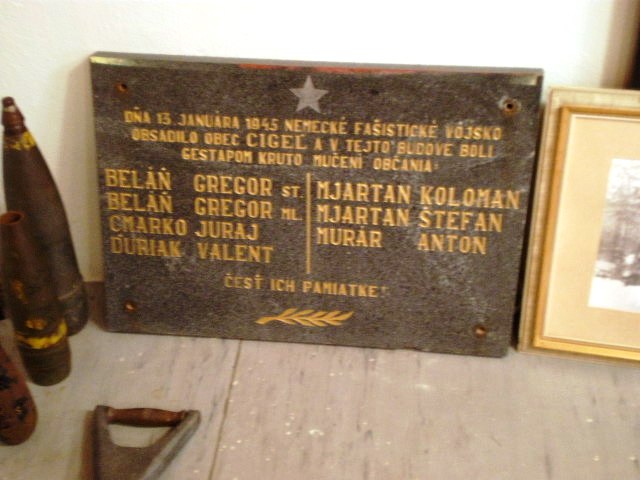 DŇA 13. JANUÁRA 1945 NEMECKÉ FAŠISTICKÉ VOJSKO
OBSADILO OBEC CIGEĽ A V TEJTO BUDOVE BOLI
GESTAPOM KRUTO MUČENÍ OBČANIA:
BELÁŇ GREGOR ST.
BELÁŇ GREGOR ML.
CMARKO JURAJ
ĎURIAK VALENT
MJARTAN KOLOMAN
MJARTAN ŠTEFAN
MURÁR ANTON
ČESŤ ICH PAMIATKE!